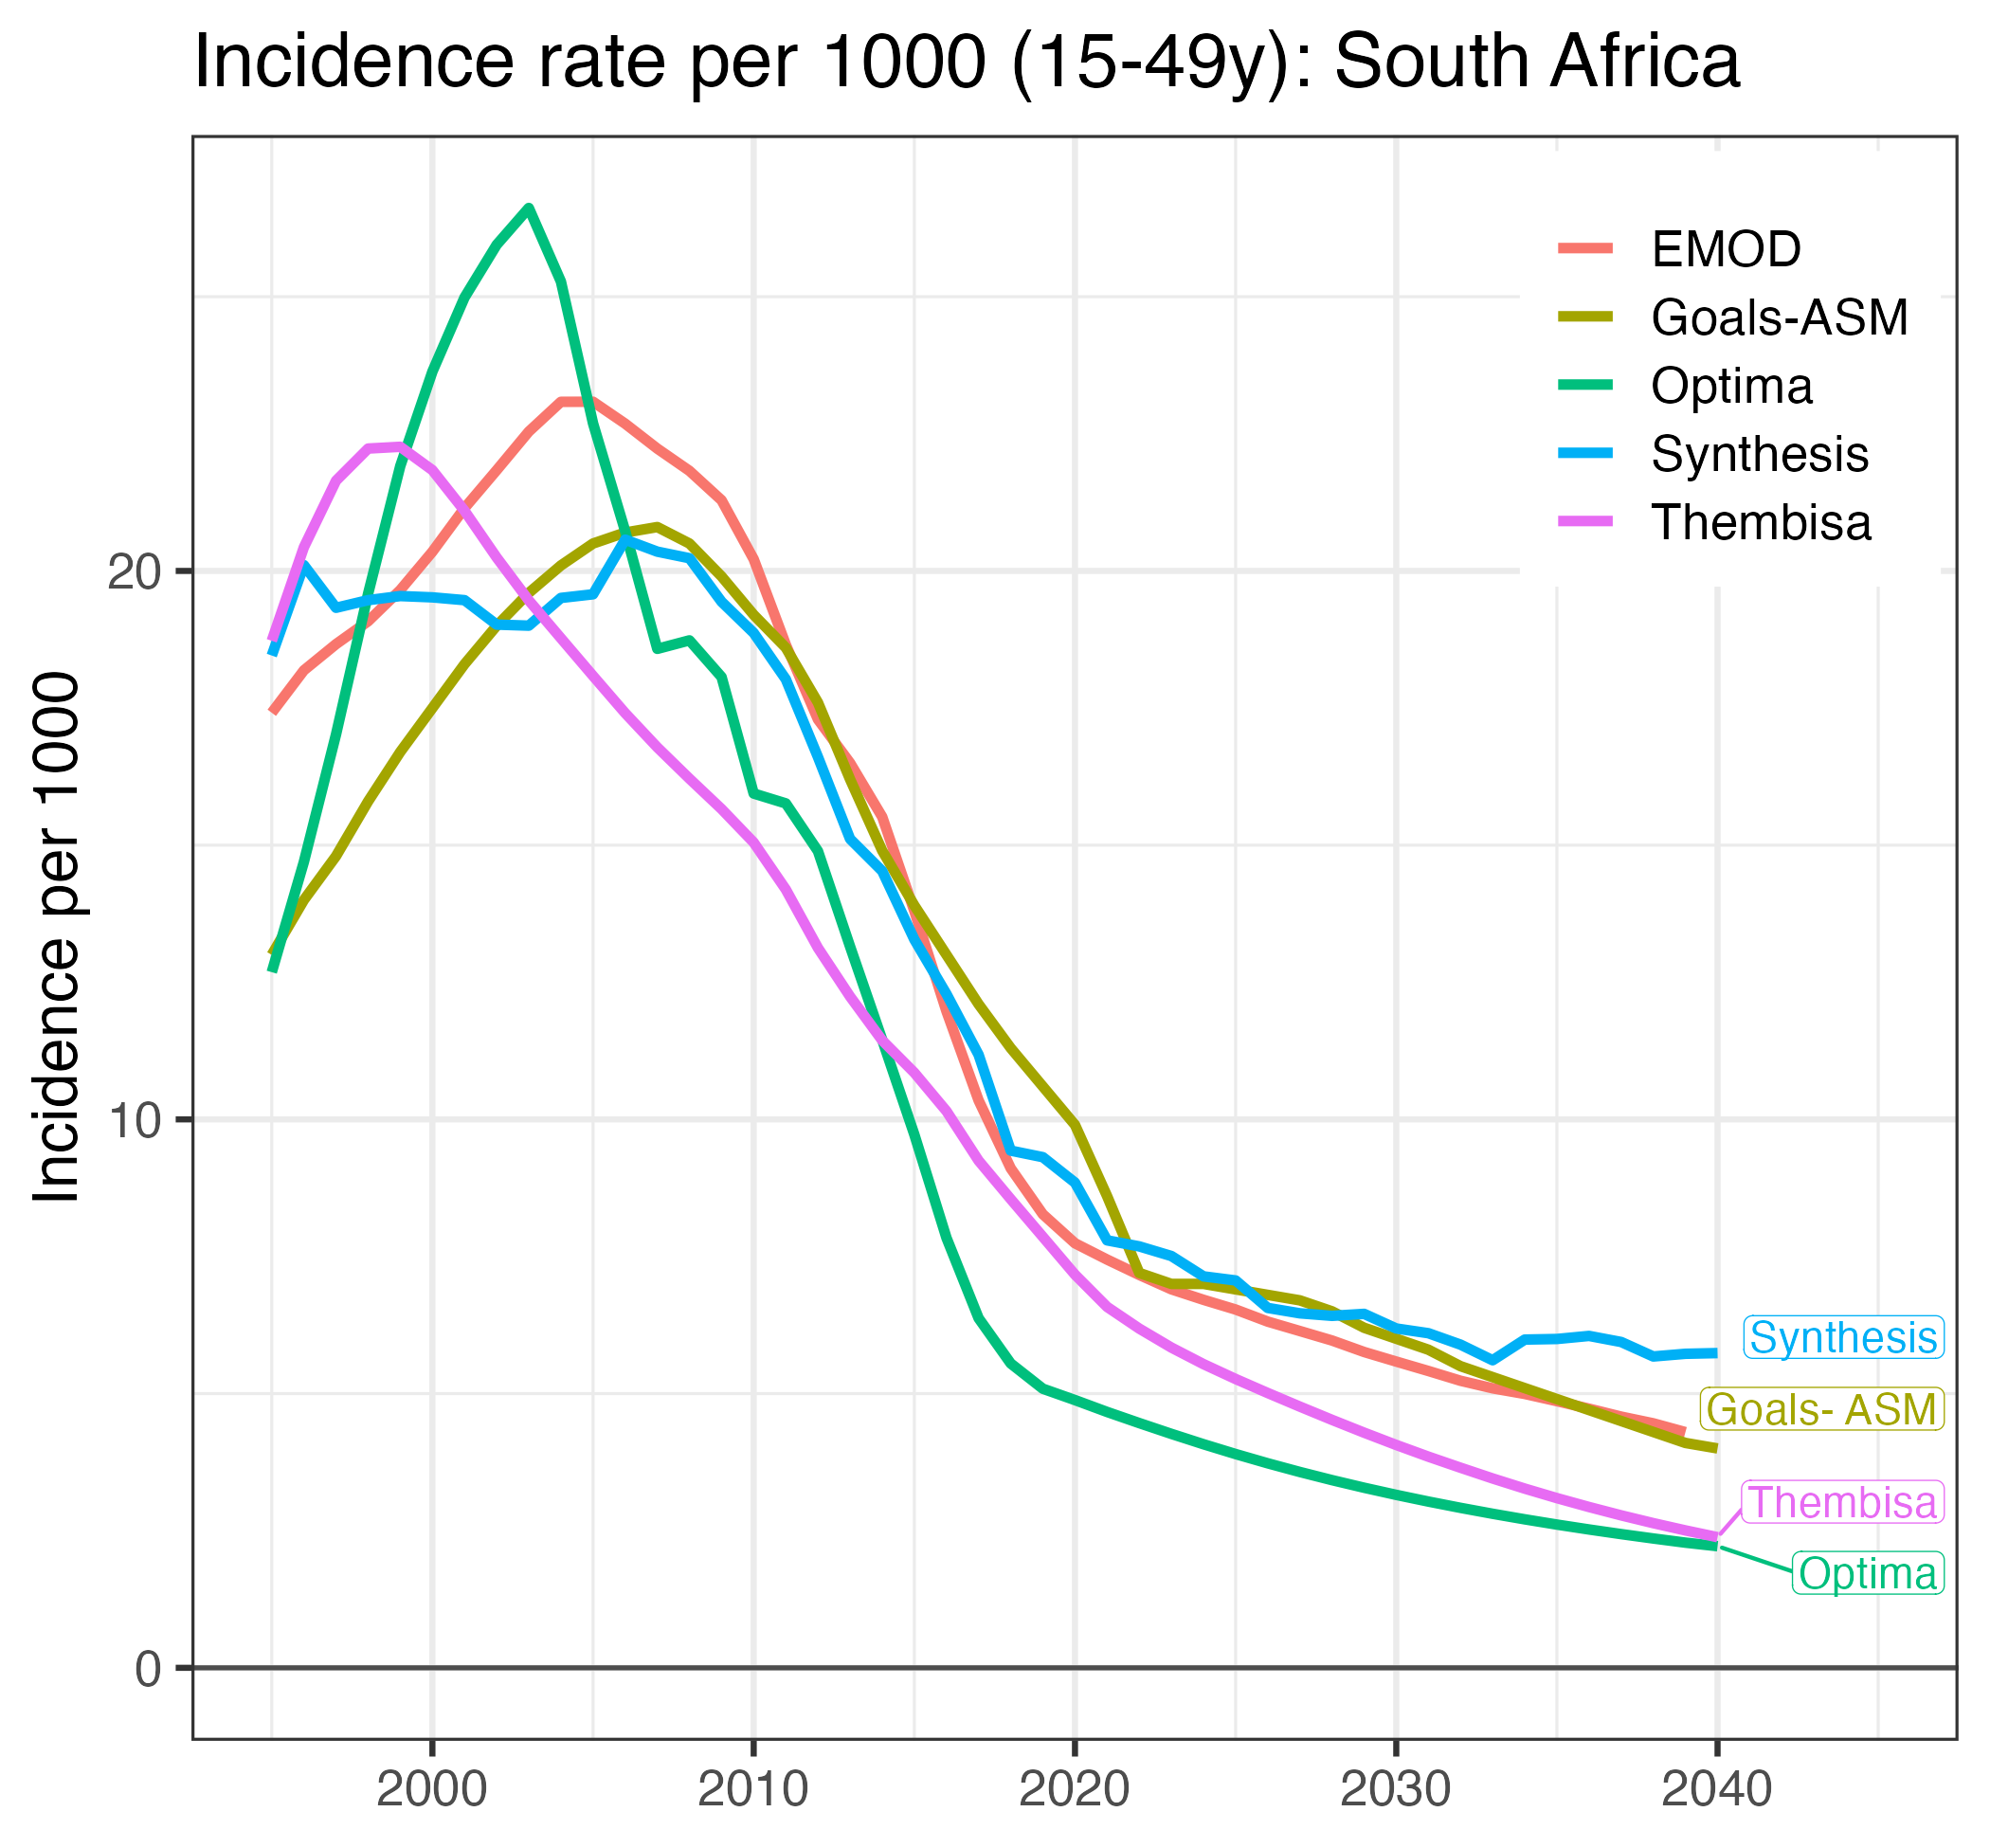 Incidence rate per 1000 (15-49y): South Africa
EMOD
Goals-ASM
Optima
Synthesis
Thembisa
20
10
0
Incidence per 1000
Synthesis
Goals- ASM
Thembisa
Optima
2000 2010 2020 2030 2040